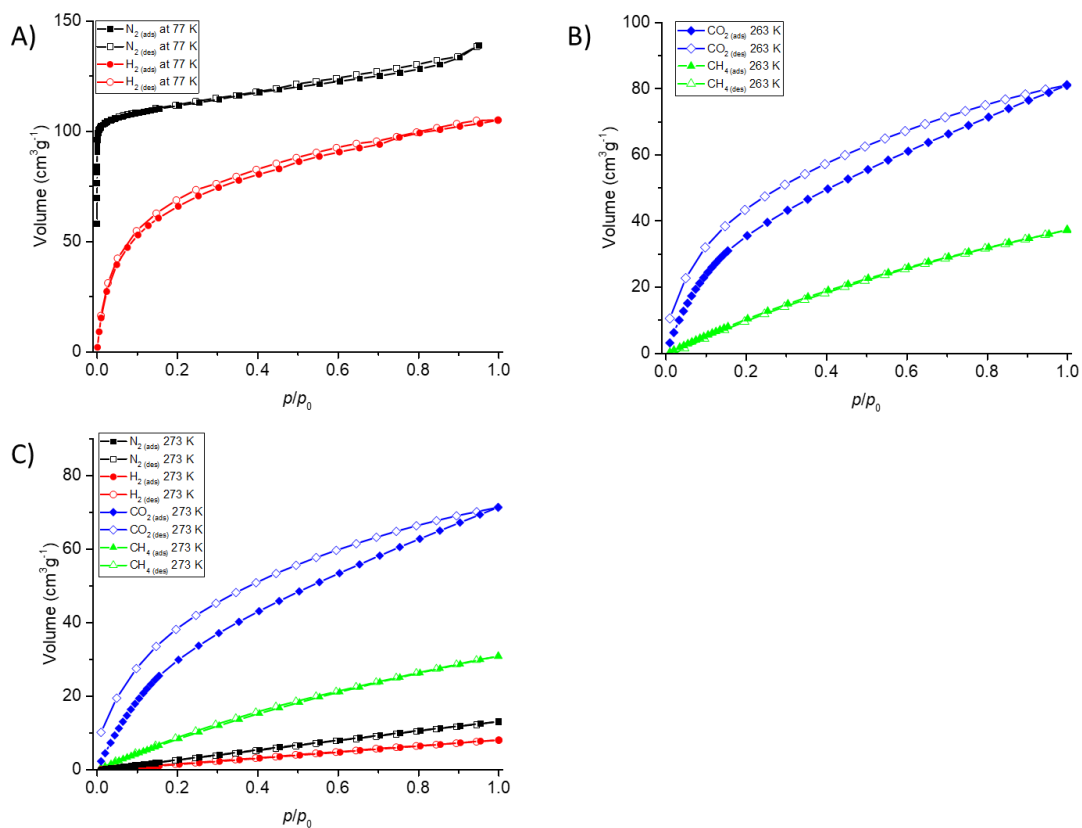 A)
N2 (ads) at 77 K
N2 (des) at 77 K
H2 (ads) at 77 K
H2 (des) at 77 K
Volume (cm3g-1)
150
100
50
0
0.0 0.2 0.4 0.6 0.8 1.0
p/p0
B)
CO2 (ads) 263 K
CO2 (des) 263 K
CH4 (ads) 263 K
CH4 (des) 263 K
Volume (cm3g-1)
100
80
60
40
20
0
0.0 0.2 0.4 0.6 0.8 1.0
p/p0
C)
N2 (ads) 273 K
N2 (des) 273 K
H2 (ads) 273 K
H2 (des) 273 K
CO2 (ads) 273 K
CO2 (des) 273 K
CH4 (ads) 273 K
CH4 (des) 273 K
Volume (cm3g-1)
80
60
40
20
0
0.0 0.2 0.4 0.6 0.8 1.0
p/p0